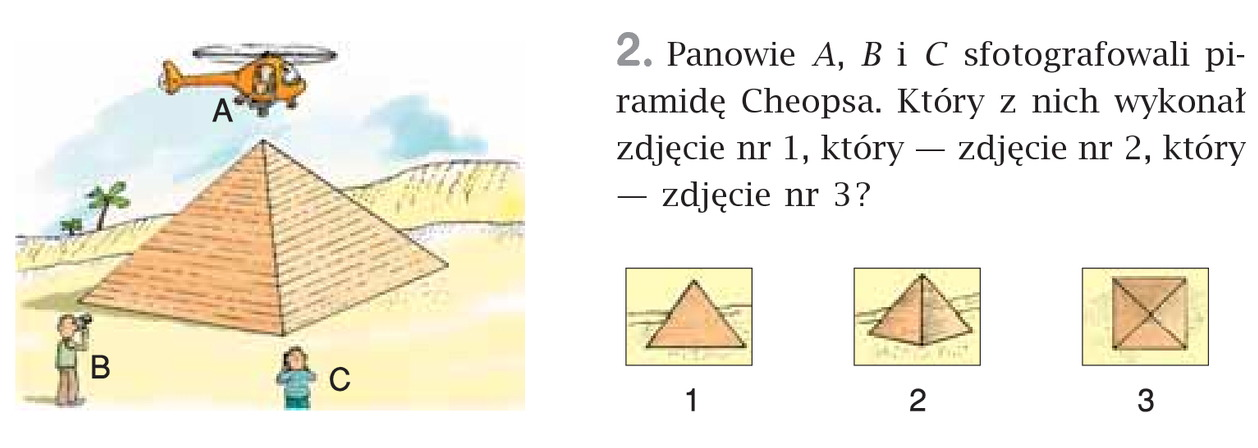 A
B
C
2. Panowie A, B i C sfotografowali pi-
ramidę Cheopsa. Który z nich wykonał
zdjęcie nr 1, który — zdjęcie nr 2, który
— zdjęcie nr 3?
1
2
3